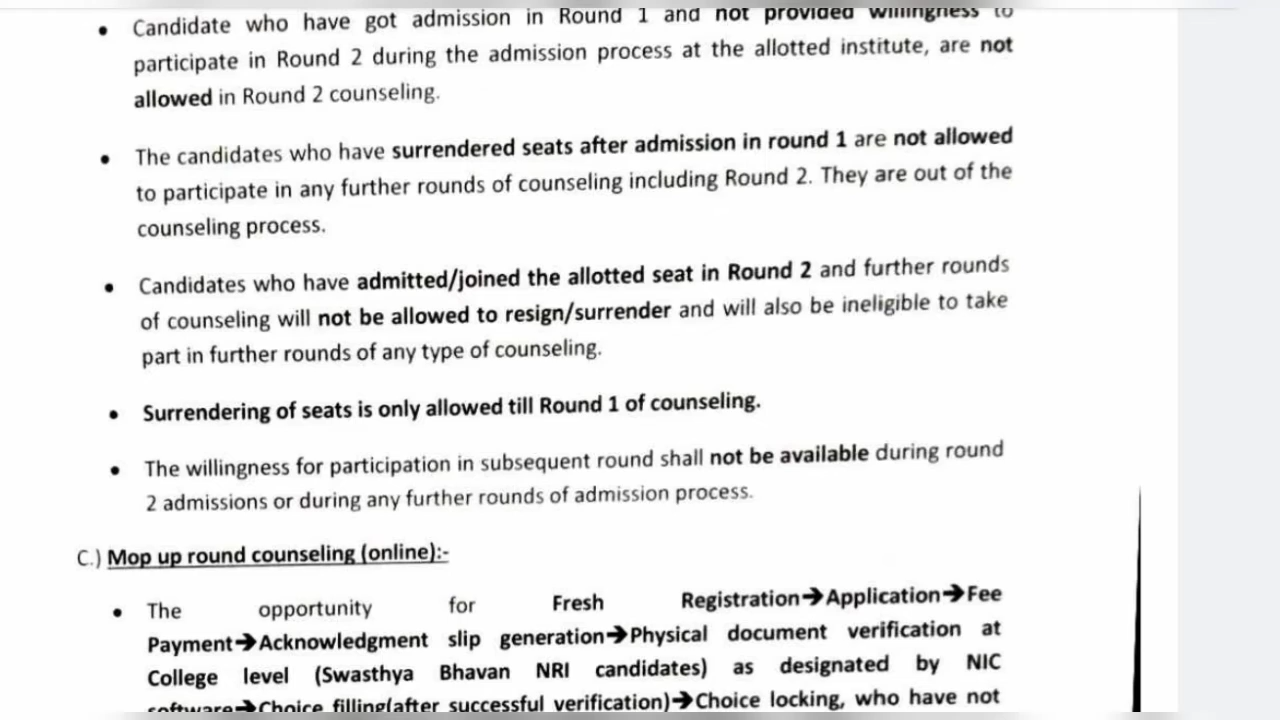 • Candidate who have got admission in Round 1 and not provided willingness to
participate in Round 2 during the admission process at the allotted institute, are not
allowed in Round 2 counseling.
• The candidates who have surrendered seats after admission in round 1 are not allowed
to participate in any further rounds of counseling including Round 2. They are out of the
counseling process.
• Candidates who have admitted/joined the allotted seat in Round 2 and further rounds
of counseling will not be allowed to resign/surrender and will also be ineligible to take
part in further rounds of any type of counseling.
• Surrendering of seats is only allowed till Round 1 of counseling.
• The willingness for participation in subsequent round shall not be available during round
2 admissions or during any further rounds of admission process.
C.) Mop up round counseling (online):-
• The opportunity for Fresh Registration➔Application➔Fee
Payment➔Acknowledgment slip generation➔Physical document verification at
College level (Swasthya Bhavan NRI candidates) as designated by NIC
software➔Choice filling(after successful verification)➔Choice locking, who have not